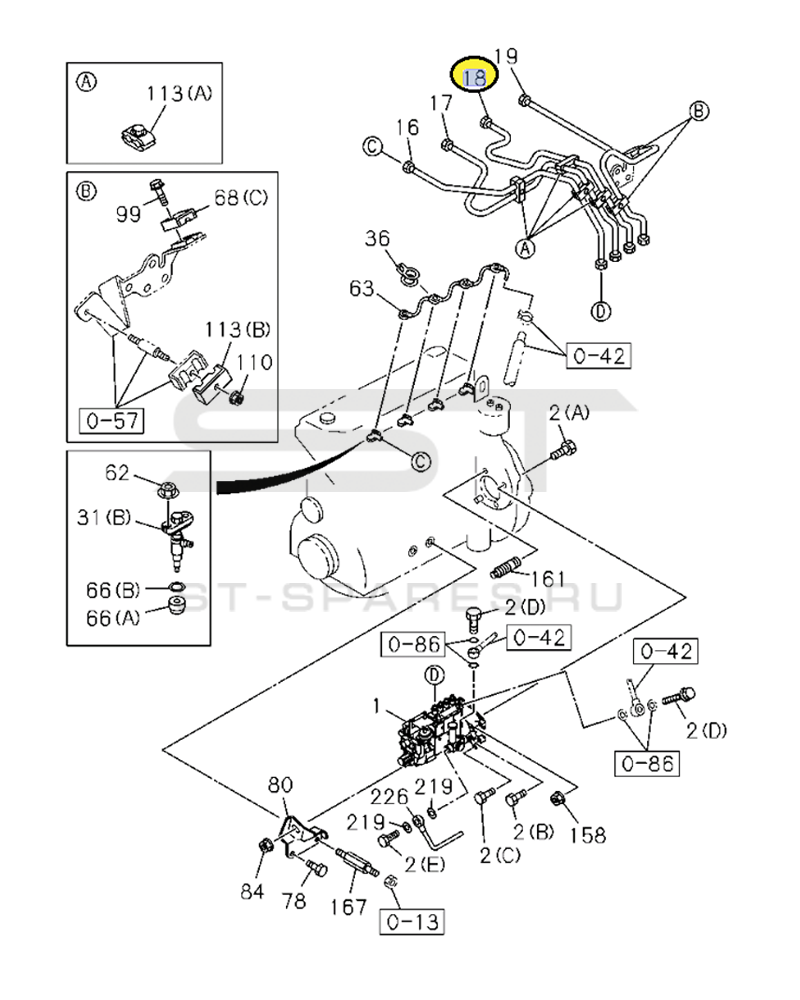 19
18
17
16
C
B
A
D
A
113(A)
B
99
68(C)
113(B)
110
0-57
36
63
0-42
ST
2(A)
C
62
31(B)
66(B)
66(A)
161
ST-SPARES.RU
2(D)
0-86
0-42
D
1
0-42
2(D)
0-86
80
226
219
219
2(E)
2(C)
2(B)
158
84
78
167
0-13